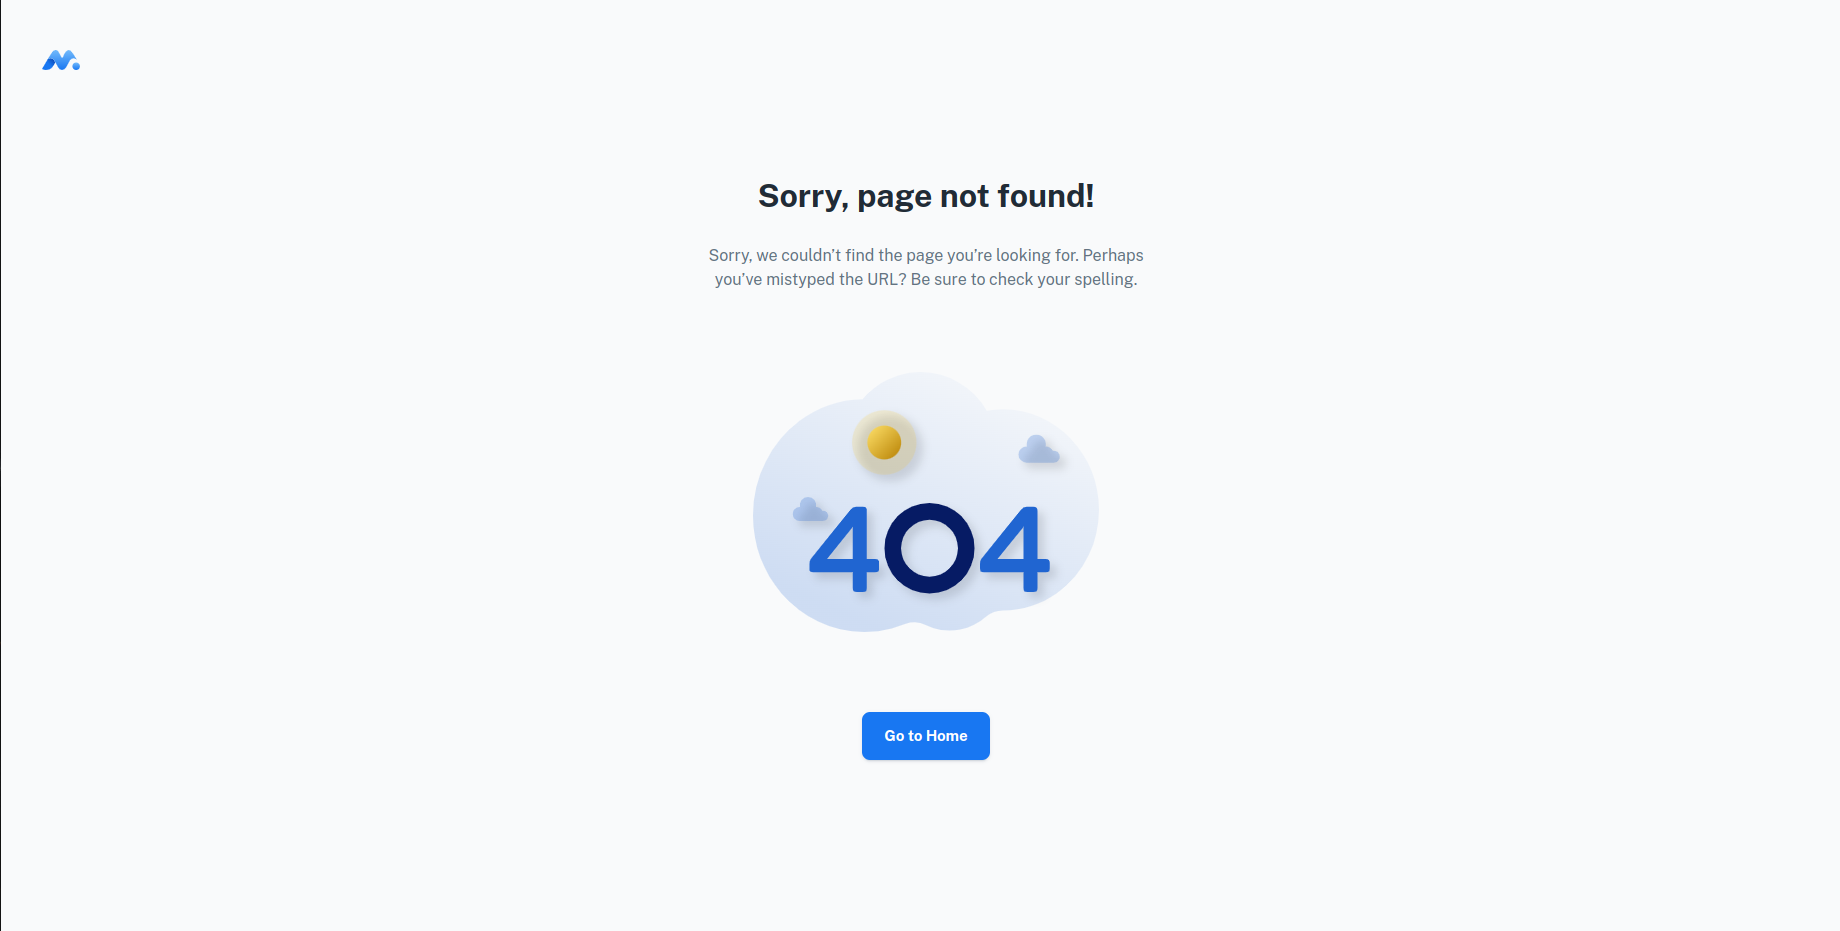 Sorry, page not found!
Sorry, we couldn’t find the page you’re looking for. Perhaps
you’ve mistyped the URL? Be sure to check your spelling.
404
Go to Home